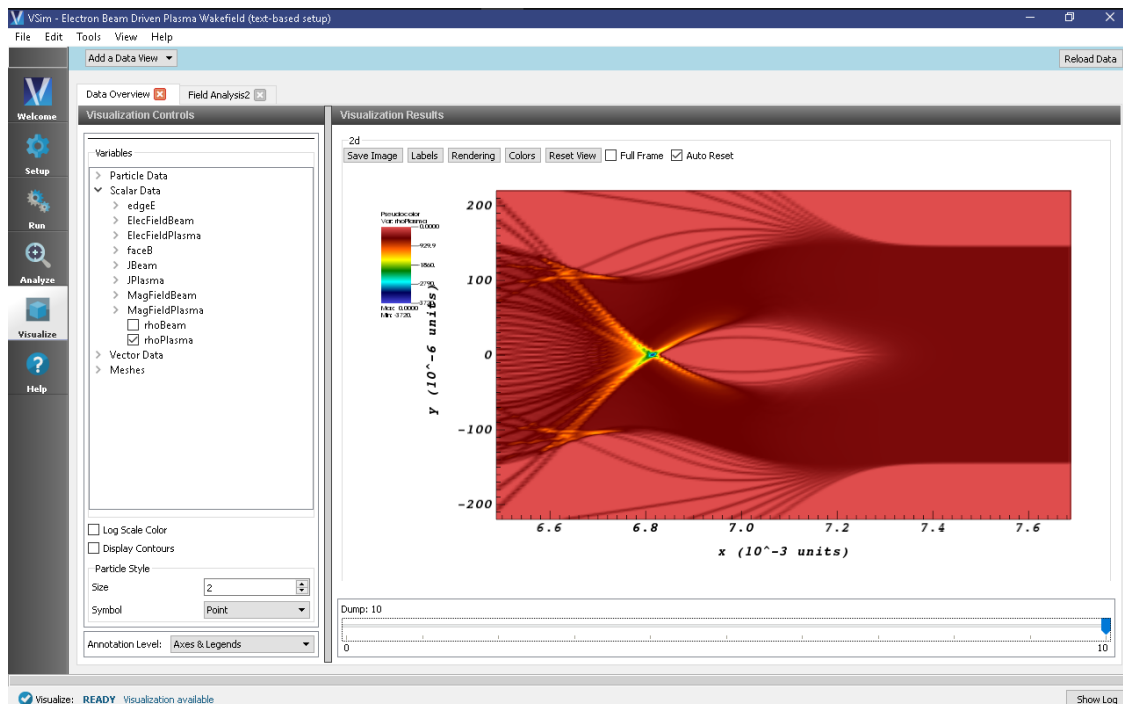 VSim - Electron Beam Driven Plasma Wakefield (text-based setup)
File Edit Tools View Help
Add a Data View
Reload Data
Data Overview
Field Analysis2
Welcome
Setup
Run
Analyze
Visualize
Help
Visualization Controls
Variables
Particle Data
Scalar Data
edgeE
ElecFieldBeam
ElecFieldPlasma
faceB
JBeam
JPlasma
MagFieldBeam
MagFieldPlasma
rhoBeam
rhoPlasma
Vector Data
Meshes
Log Scale Color
Display Contours
Particle Style
Size 2
Symbol Point
Annotation Level: Axes & Legends
Visualization Results
2d
Save Image Labels Rendering Colors Reset View Full Frame Auto Reset
Pseudocolor
Var: rhoPlasma
0.0000
-929.9
-1860.
-2790.
Max: 0.0000
Min: -3720.
y (10^-6 units)
200
100
0
-100
-200
6.6 6.8 7.0 7.2 7.4 7.6
x (10^-3 units)
Dump: 10
0 10
Visualize: READY Visualization available
Show Log